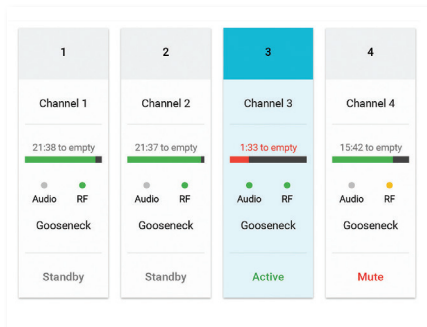 1
2
3
4
Channel 1
Channel 2
Channel 3
Channel 4
21:38 to empty
21:37 to empty
1:33 to empty
15:42 to empty
Audio RF
Audio RF
Audio RF
Audio RF
Gooseneck
Gooseneck
Gooseneck
Gooseneck
Standby
Standby
Active
Mute